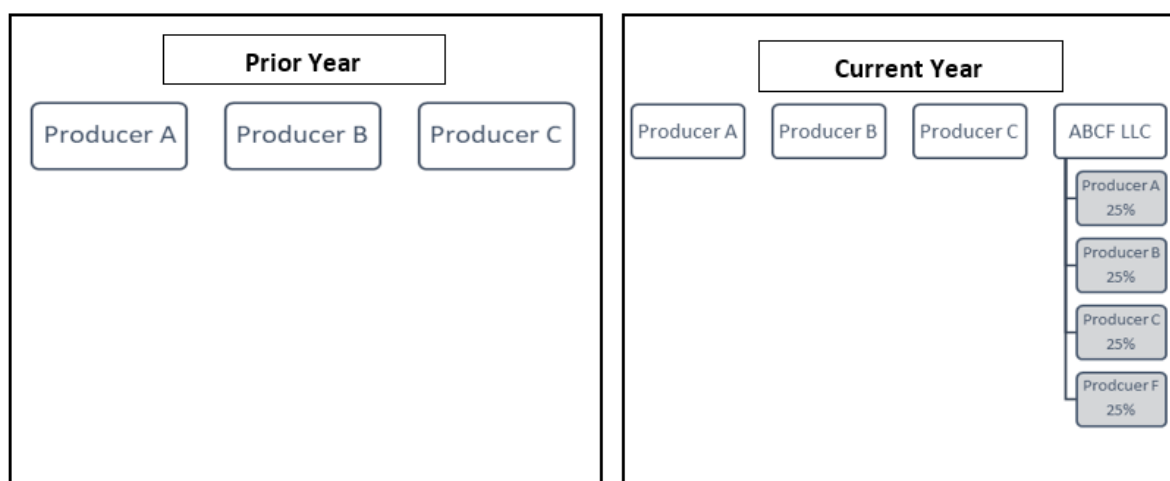 Prior Year
Producer A
Producer B
Producer C
Current Year
Producer A
Producer B
Producer C
ABCF LLC
Producer A
25%
Producer B
25%
Producer C
25%
Prodcuer F
25%